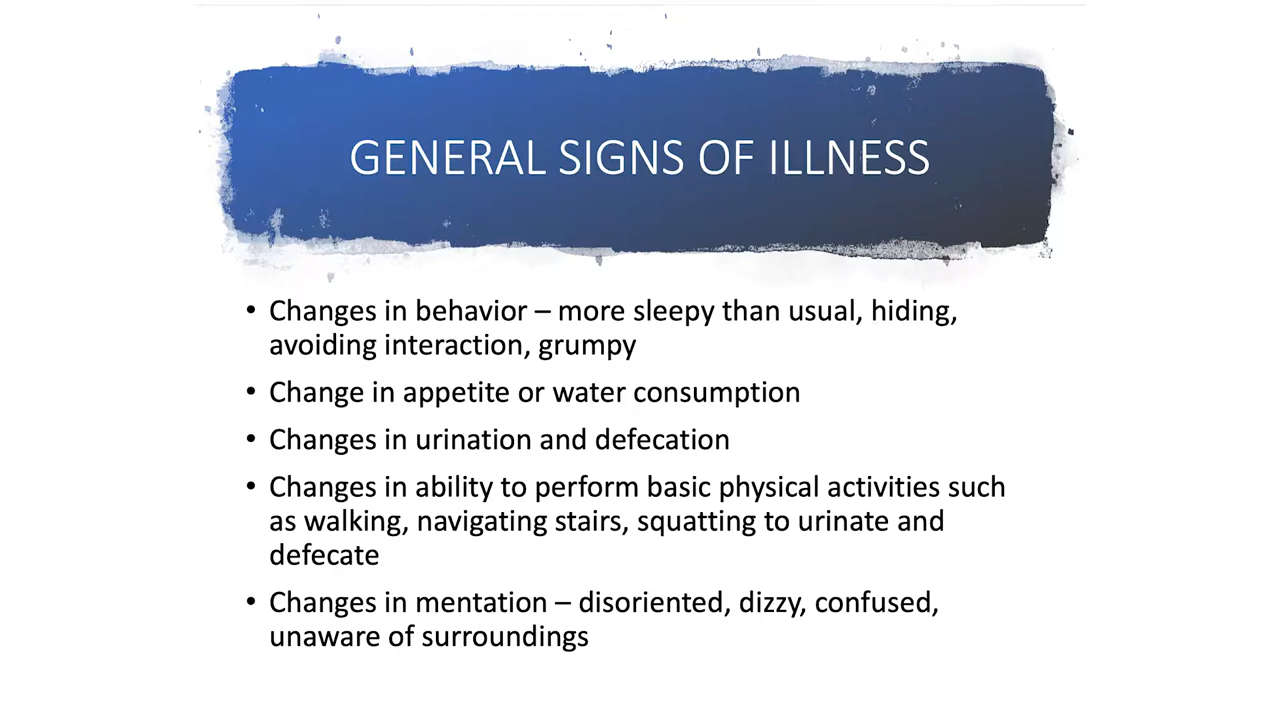 GENERAL SIGNS OF ILLNESS
• Changes in behavior – more sleepy than usual, hiding,
avoiding interaction, grumpy
• Change in appetite or water consumption
• Changes in urination and defecation
• Changes in ability to perform basic physical activities such
as walking, navigating stairs, squatting to urinate and
defecate
• Changes in mentation – disoriented, dizzy, confused,
unaware of surroundings